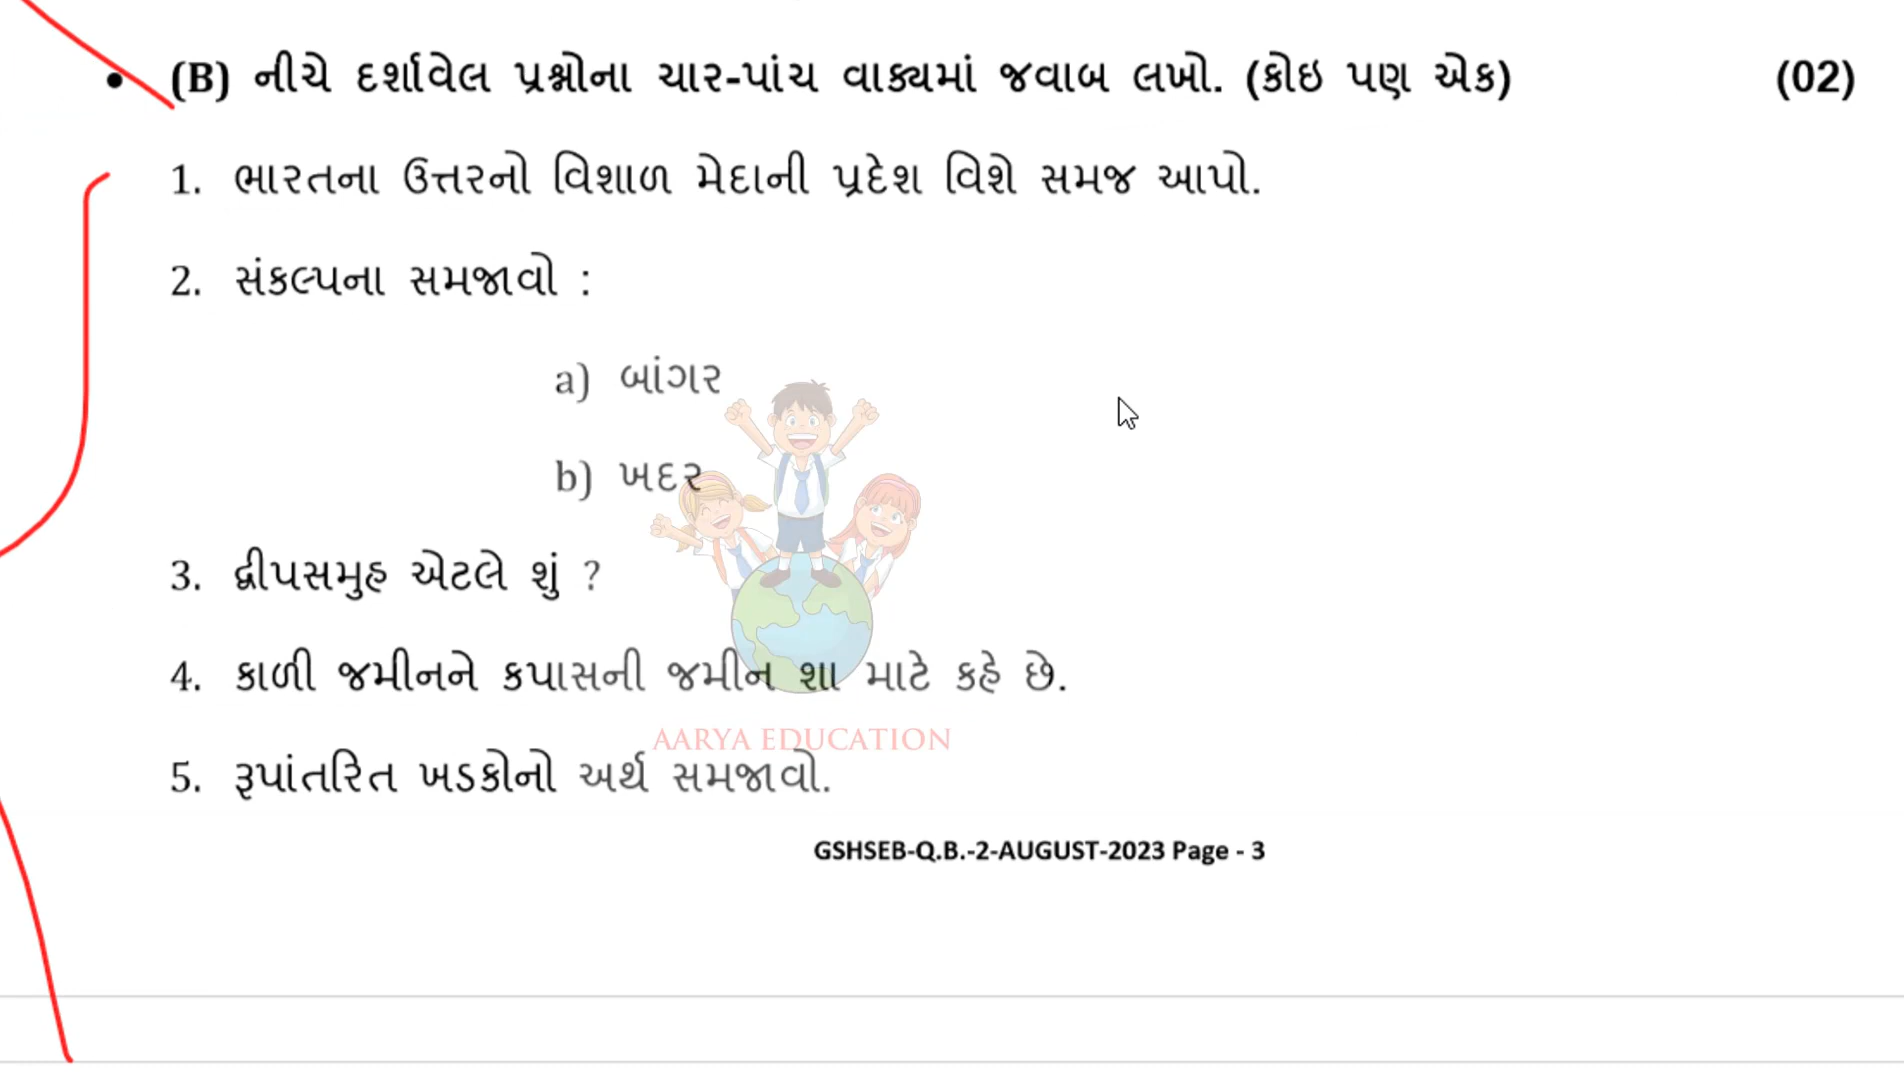 • (B) નીચે દર્શાવેલ પ્રશ્નોના ચાર-પાંચ વાક્યમાં જવાબ લખો. (કોઇ પણ એક) (02)
1. ભારતના ઉત્તરનો વિશાળ મેદાની પ્રદેશ વિશે સમજ આપો.
2. સંકલ્પના સમજાવો :
a) બાંગર
b) ખદર
3. દ્વીપસમુહ એટલે શું ?
4. કાળી જમીનને કપાસની જમીન શા માટે કહે છે.
AARYA EDUCATION
5. રૂપાંતરિત ખડકોનો અર્થ સમજાવો.
GSHSEB-Q.B.-2-AUGUST-2023 Page - 3